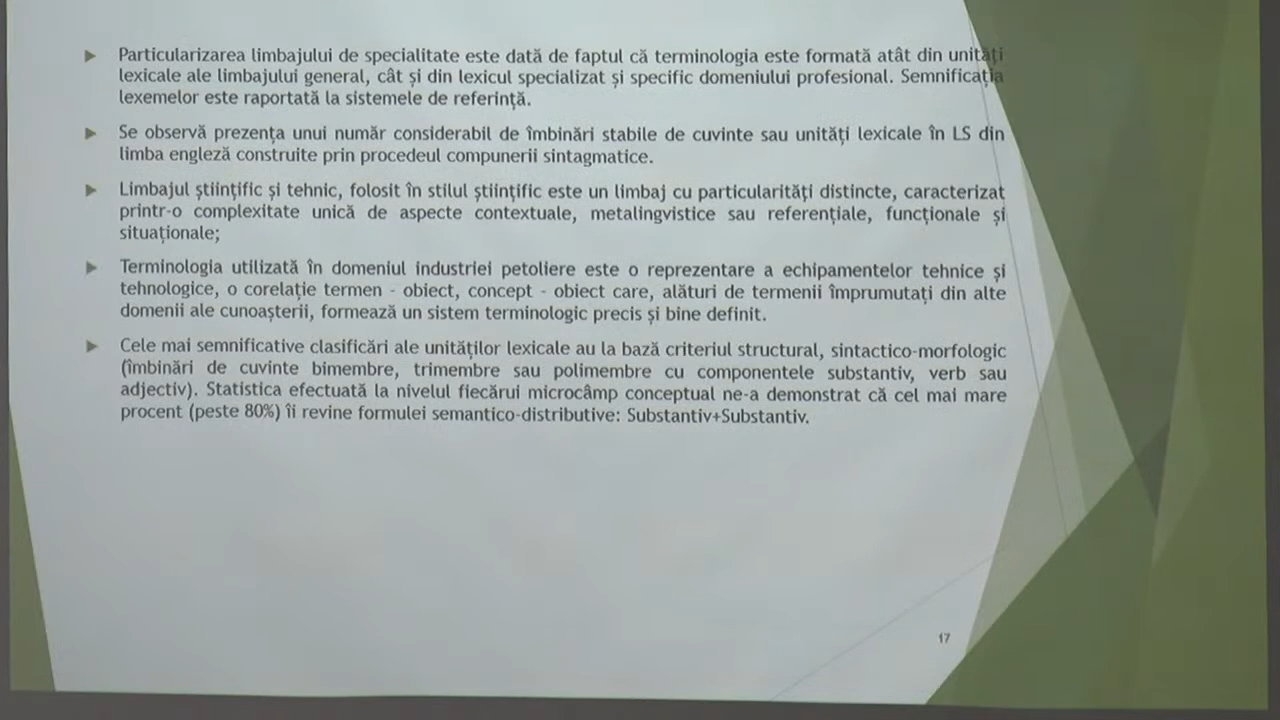 Particularizarea limbajului de specialitate este dată de faptul că terminologia este formată atât din unități
lexicale ale limbajului general, cât și din lexicul specializat și specific domeniului profesional. Semnificația
lexemelor este raportată la sistemele de referință.
Se observă prezența unui număr considerabil de îmbinări stabile de cuvinte sau unități lexicale în LS din
limba engleză construite prin procedeul compunerii sintagmatice.
Limbajul științific și tehnic, folosit în stilul științific este un limbaj cu particularități distincte, caracterizat
printr-o complexitate unică de aspecte contextuale, metalingvistice sau referențiale, funcționale și
situaționale;
Terminologia utilizată în domeniul industriei petoliere este o reprezentare a echipamentelor tehnice și
tehnologice, o corelație termen - obiect, concept - obiect care, alături de termenii împrumutați din alte
domenii ale cunoașterii, formează un sistem terminologic precis și bine definit.
Cele mai semnificative clasificări ale unităților lexicale au la bază criteriul structural, sintactico-morfologic
(îmbinări de cuvinte bimembre, trimembre sau polimembre cu componentele substantiv, verb sau
adjectiv). Statistica efectuată la nivelul fiecărui microcâmp conceptual ne-a demonstrat că cel mai mare
procent (peste 80%) îi revine formulei semantico-distributive: Substantiv+Substantiv.
17